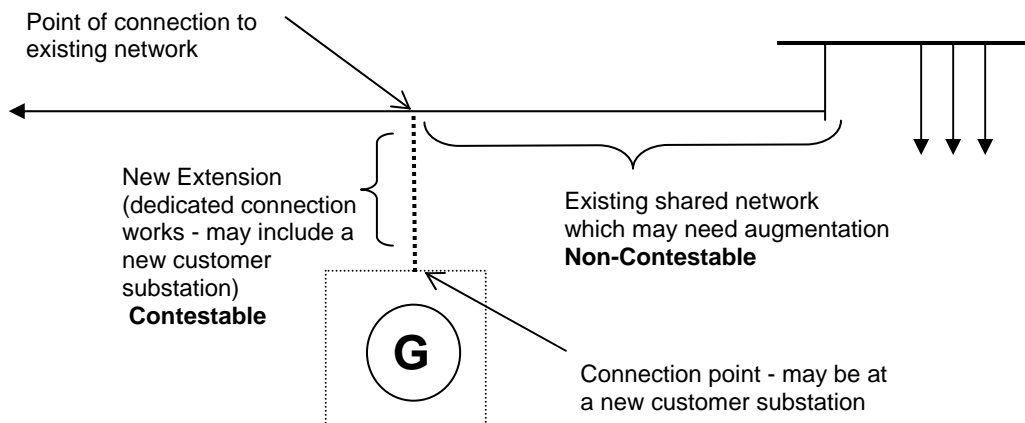 Point of connection to
existing network
New Extension
(dedicated connection
works - may include a
new customer
substation)
Contestable
Existing shared network
which may need augmentation
Non-Contestable
G
Connection point - may be at
a new customer substation